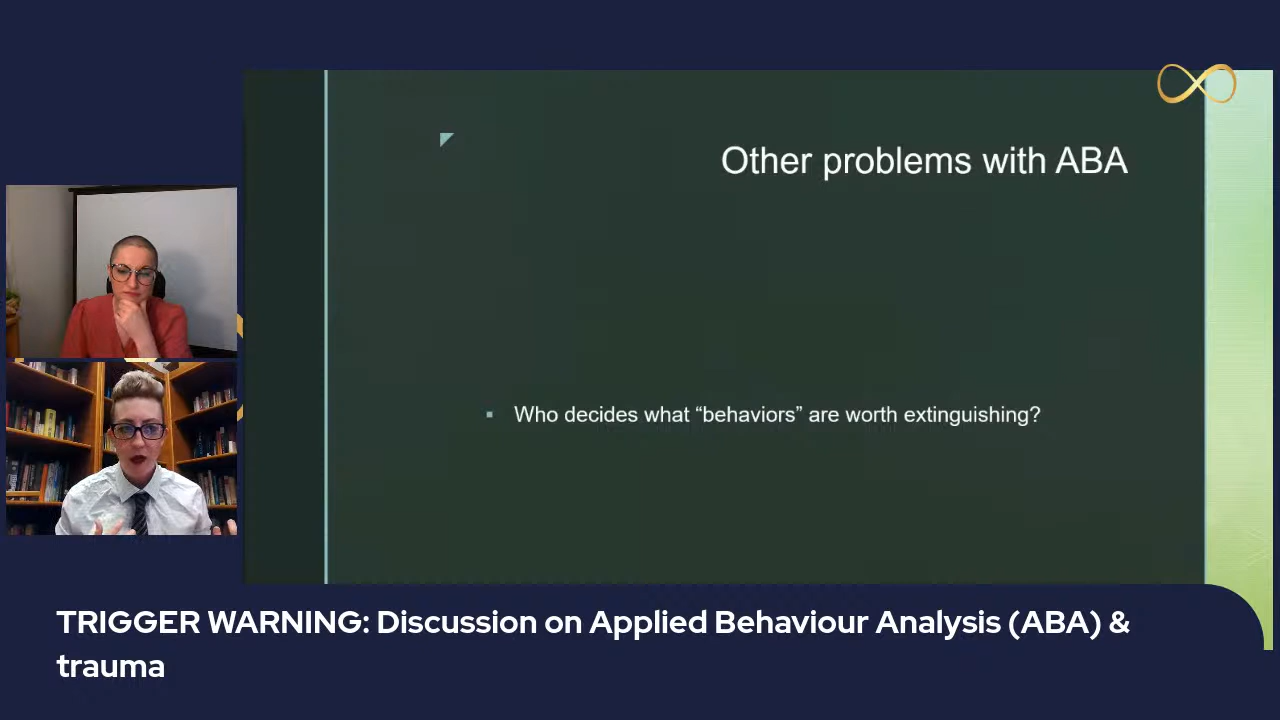 Other problems with ABA
▪ Who decides what “behaviors” are worth extinguishing?
TRIGGER WARNING: Discussion on Applied Behaviour Analysis (ABA) &
trauma